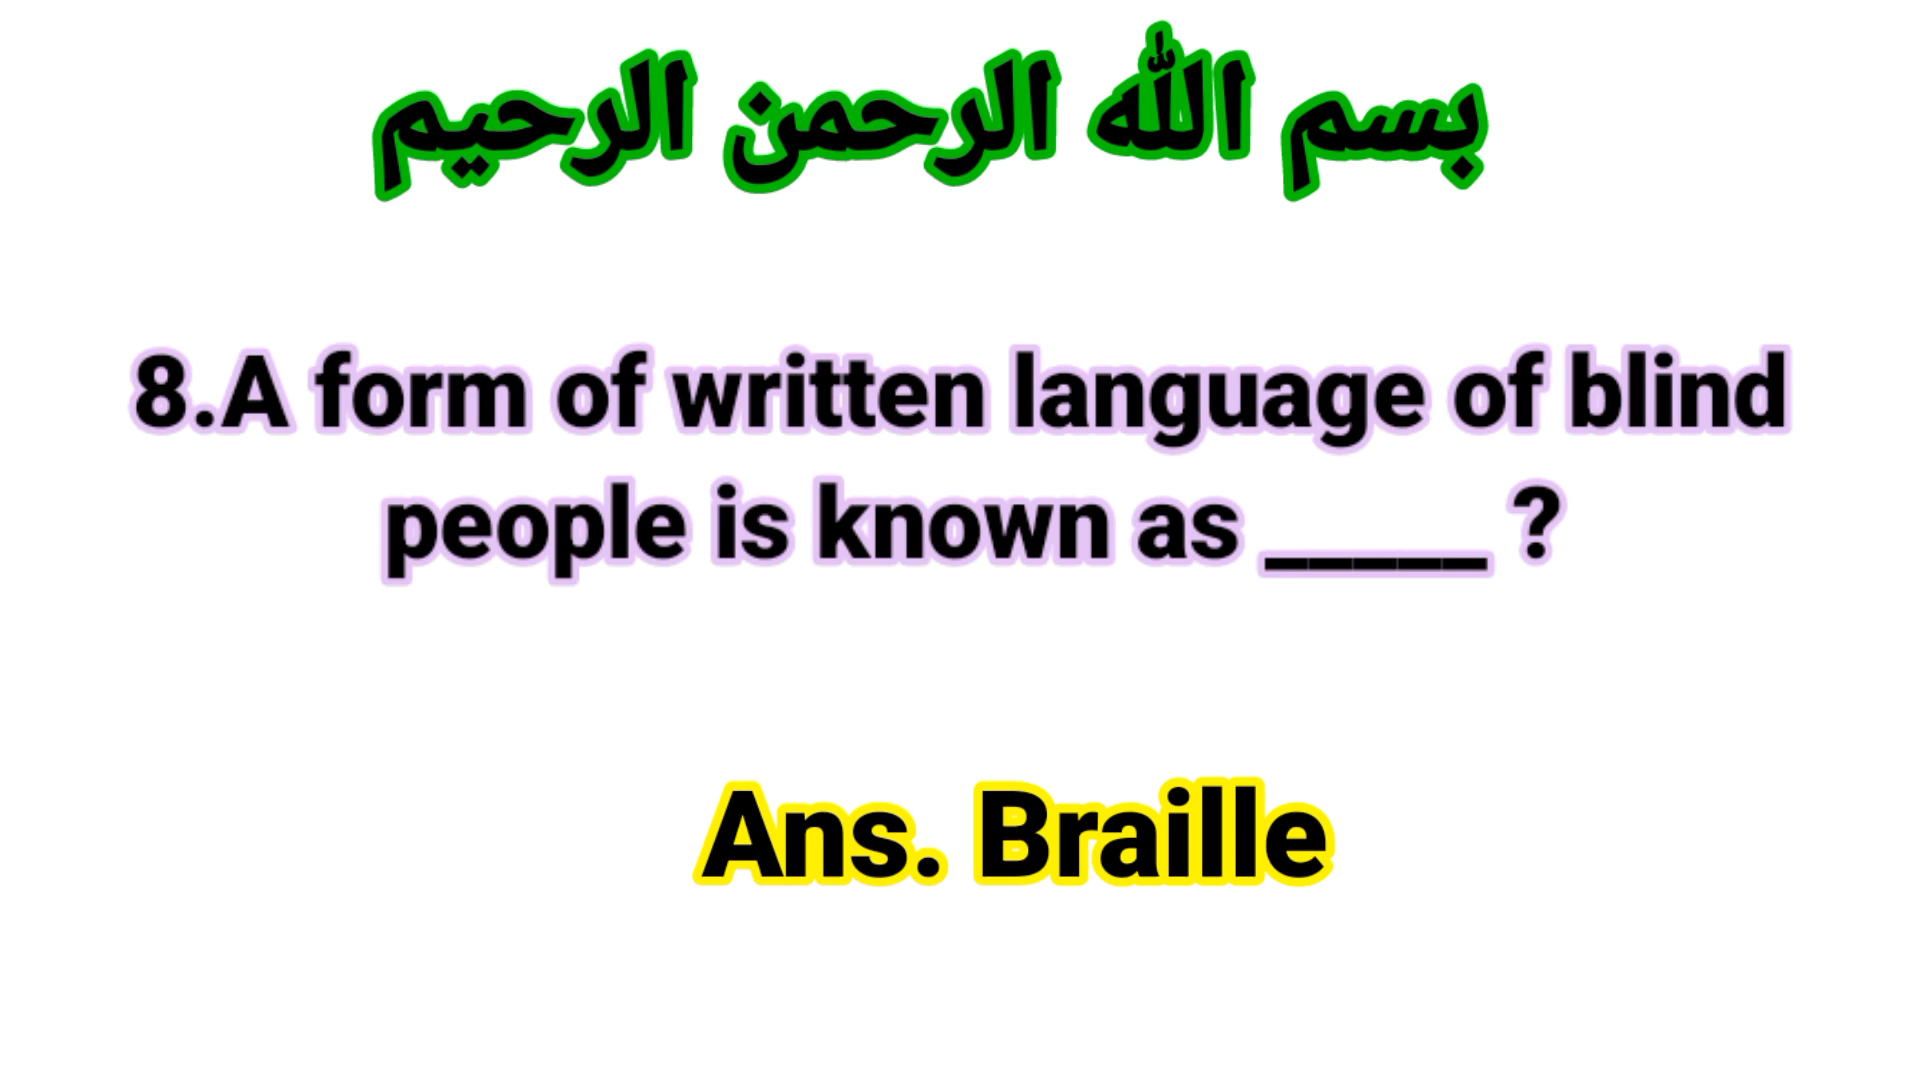 بسم الله الرحمن الرحيم
8.A form of written language of blind
people is known as _____ ?
Ans. Braille